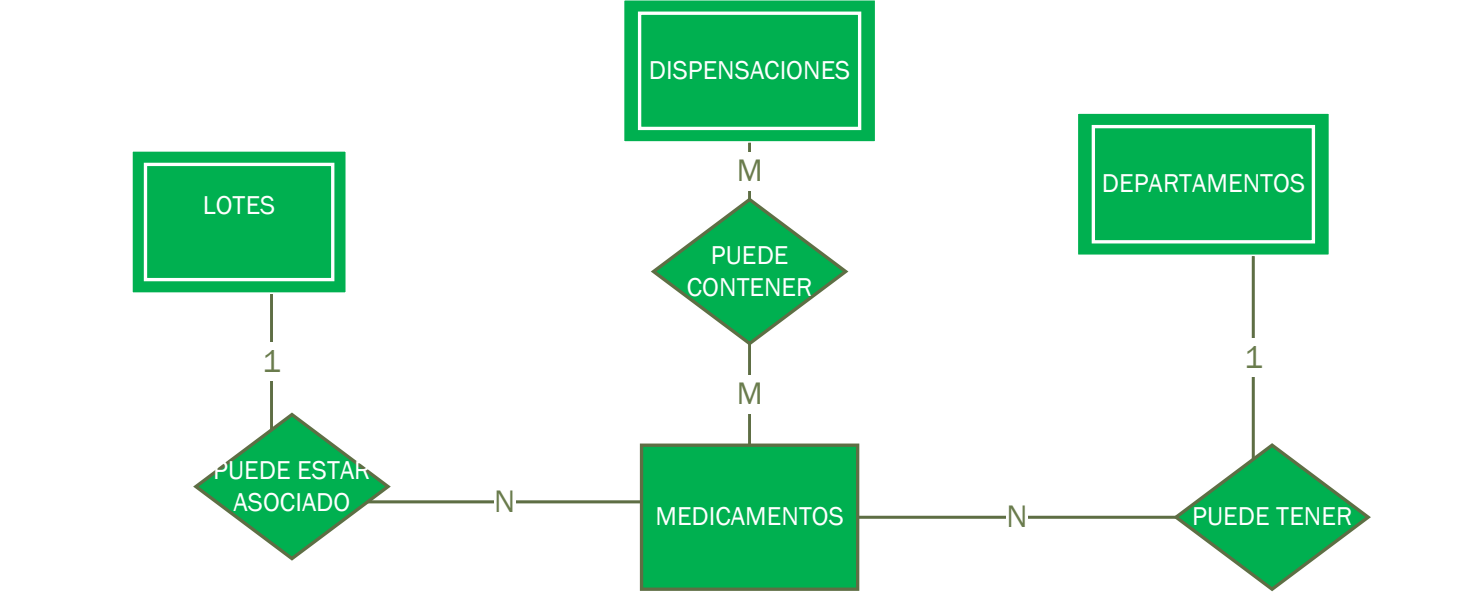 DISPENSACIONES
DEPARTAMENTOS
LOTES
M
PUEDE
CONTENER
1
1
M
PUEDE ESTAR
ASOCIADO
N
MEDICAMENTOS
N
PUEDE TENER